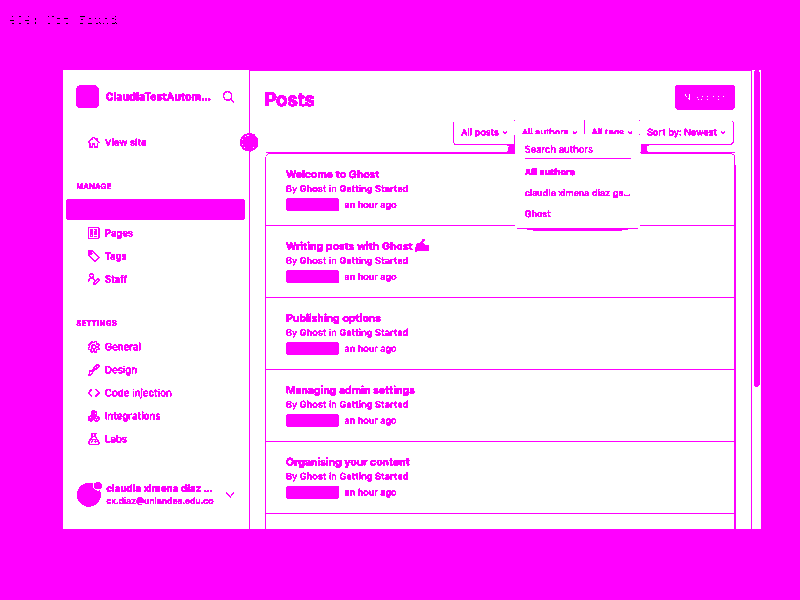 404: Not Found
ClaudiaTestAutom...
View site
MANAGE
Pages
Tags
Staff
SETTINGS
General
Design
Code injection
Integrations
Labs
claudia ximena diaz ...
cx.diaz@uniandes.edu.co
Posts
All posts
All authors
All tags
Sort by: Newest
Search authors
All authors
claudia ximena diaz ga...
Ghost
Welcome to Ghost
By Ghost in Getting Started
an hour ago
Writing posts with Ghost ✍️
By Ghost in Getting Started
an hour ago
Publishing options
By Ghost in Getting Started
an hour ago
Managing admin settings
By Ghost in Getting Started
an hour ago
Organising your content
By Ghost in Getting Started
an hour ago